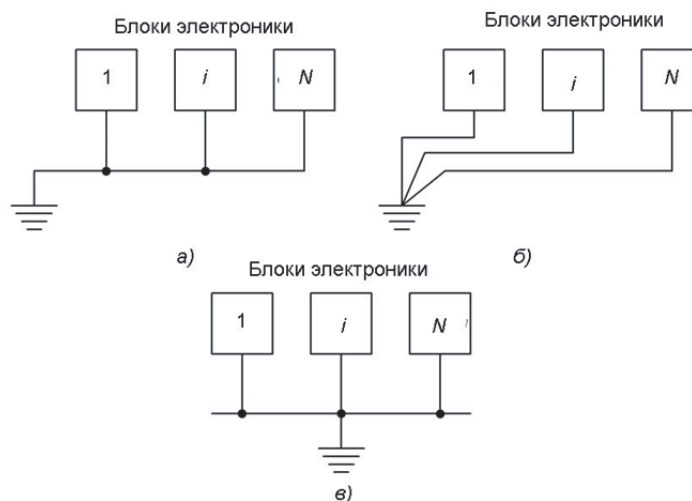 Блоки электроники
1 i N
а)
Блоки электроники
1 i N
б)
Блоки электроники
1 i N
в)